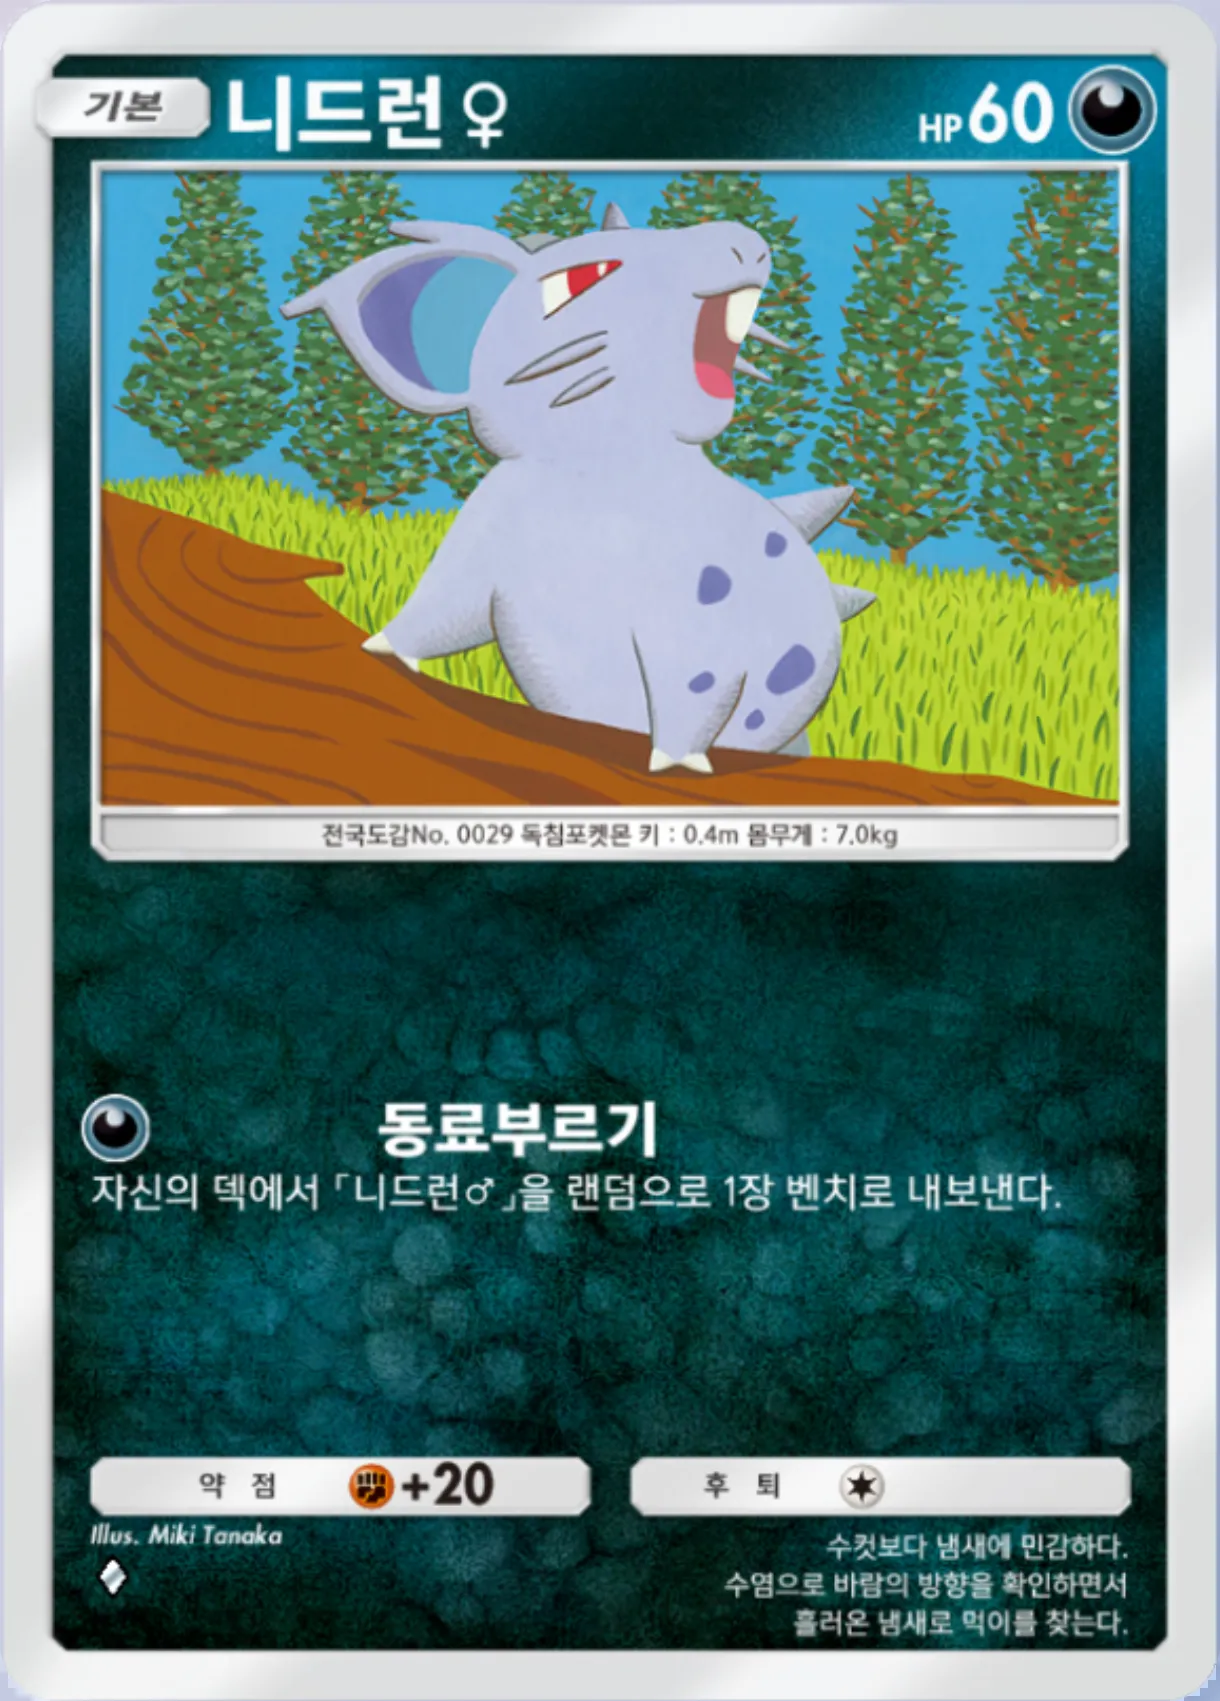 기본 니드런♀ HP60
전국도감No. 0029 독침포켓몬 키 : 0.4m 몸무게 : 7.0kg
동료부르기
자신의 덱에서 「니드런♂」을 랜덤으로 1장 벤치로 내보낸다.
약점 +20 후퇴
Illus. Miki Tanaka
수컷보다 냄새에 민감하다.
수염으로 바람의 방향을 확인하면서
흘러온 냄새로 먹이를 찾는다.